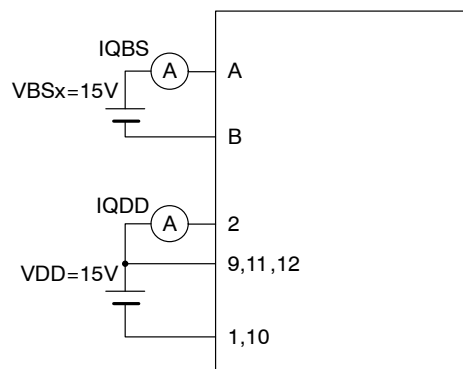 IQBS
A
A
VBSx=15V
B
IQDD
A
2
9,11,12
VDD=15V
1,10